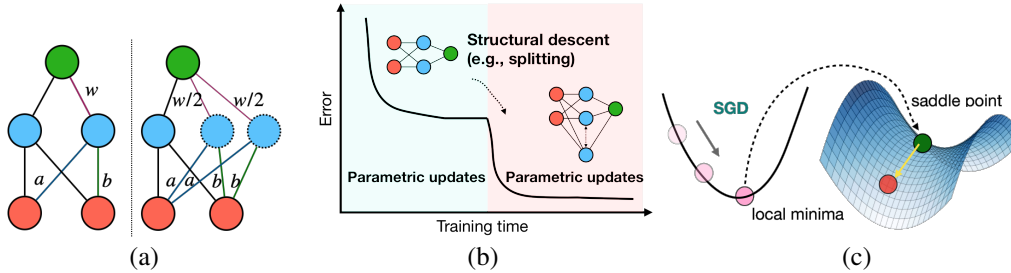 w
a
b
w/2
w/2
a
a
b
b
(a)
Error
Structural descent
(e.g., splitting)
Parametric updates
Parametric updates
Training time
(b)
SGD
local minima
saddle point
(c)